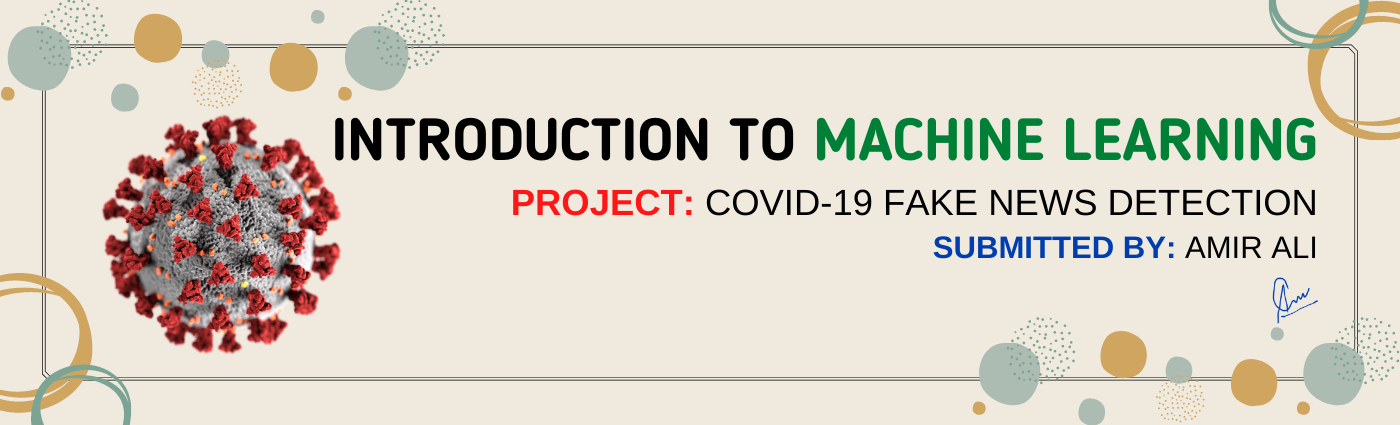 INTRODUCTION TO MACHINE LEARNING
PROJECT: COVID-19 FAKE NEWS DETECTION
SUBMITTED BY: AMIR ALI